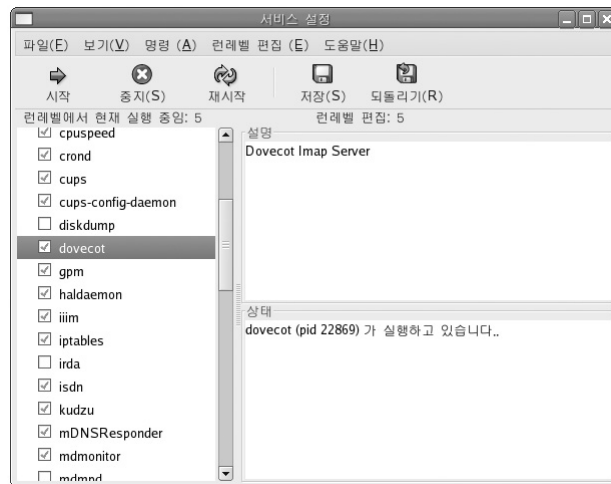 서비스 설정
파일(F) 보기(V) 명령 (A) 런레벨 편집 (E) 도움말(H)
시작 중지(S) 재시작 저장(S) 되돌리기(R)
런레벨에서 현재 실행 중임: 5 런레벨 편집: 5
cpuspeed
crond
cups
cups-config-daemon
diskdump
dovecot
gpm
haldaemon
iiim
iptables
irda
isdn
kudzu
mDNSResponder
mdmonitor
mdmpd
설명
Dovecot Imap Server
상태
dovecot (pid 22869) 가 실행하고 있습니다..